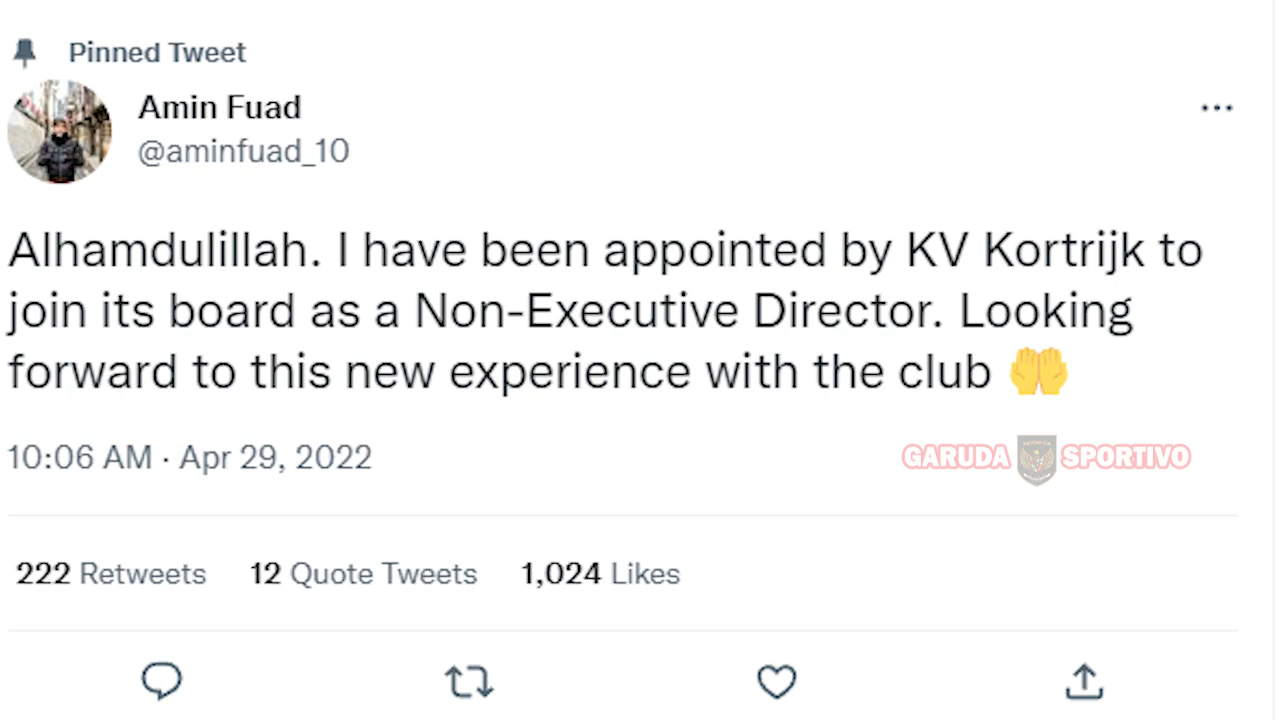 Pinned Tweet
Amin Fuad
@aminfuad_10
Alhamdulillah. I have been appointed by KV Kortrijk to
join its board as a Non-Executive Director. Looking
forward to this new experience with the club 🤲
10:06 AM · Apr 29, 2022
GARUDA SPORTIVO
222 Retweets 12 Quote Tweets 1,024 Likes